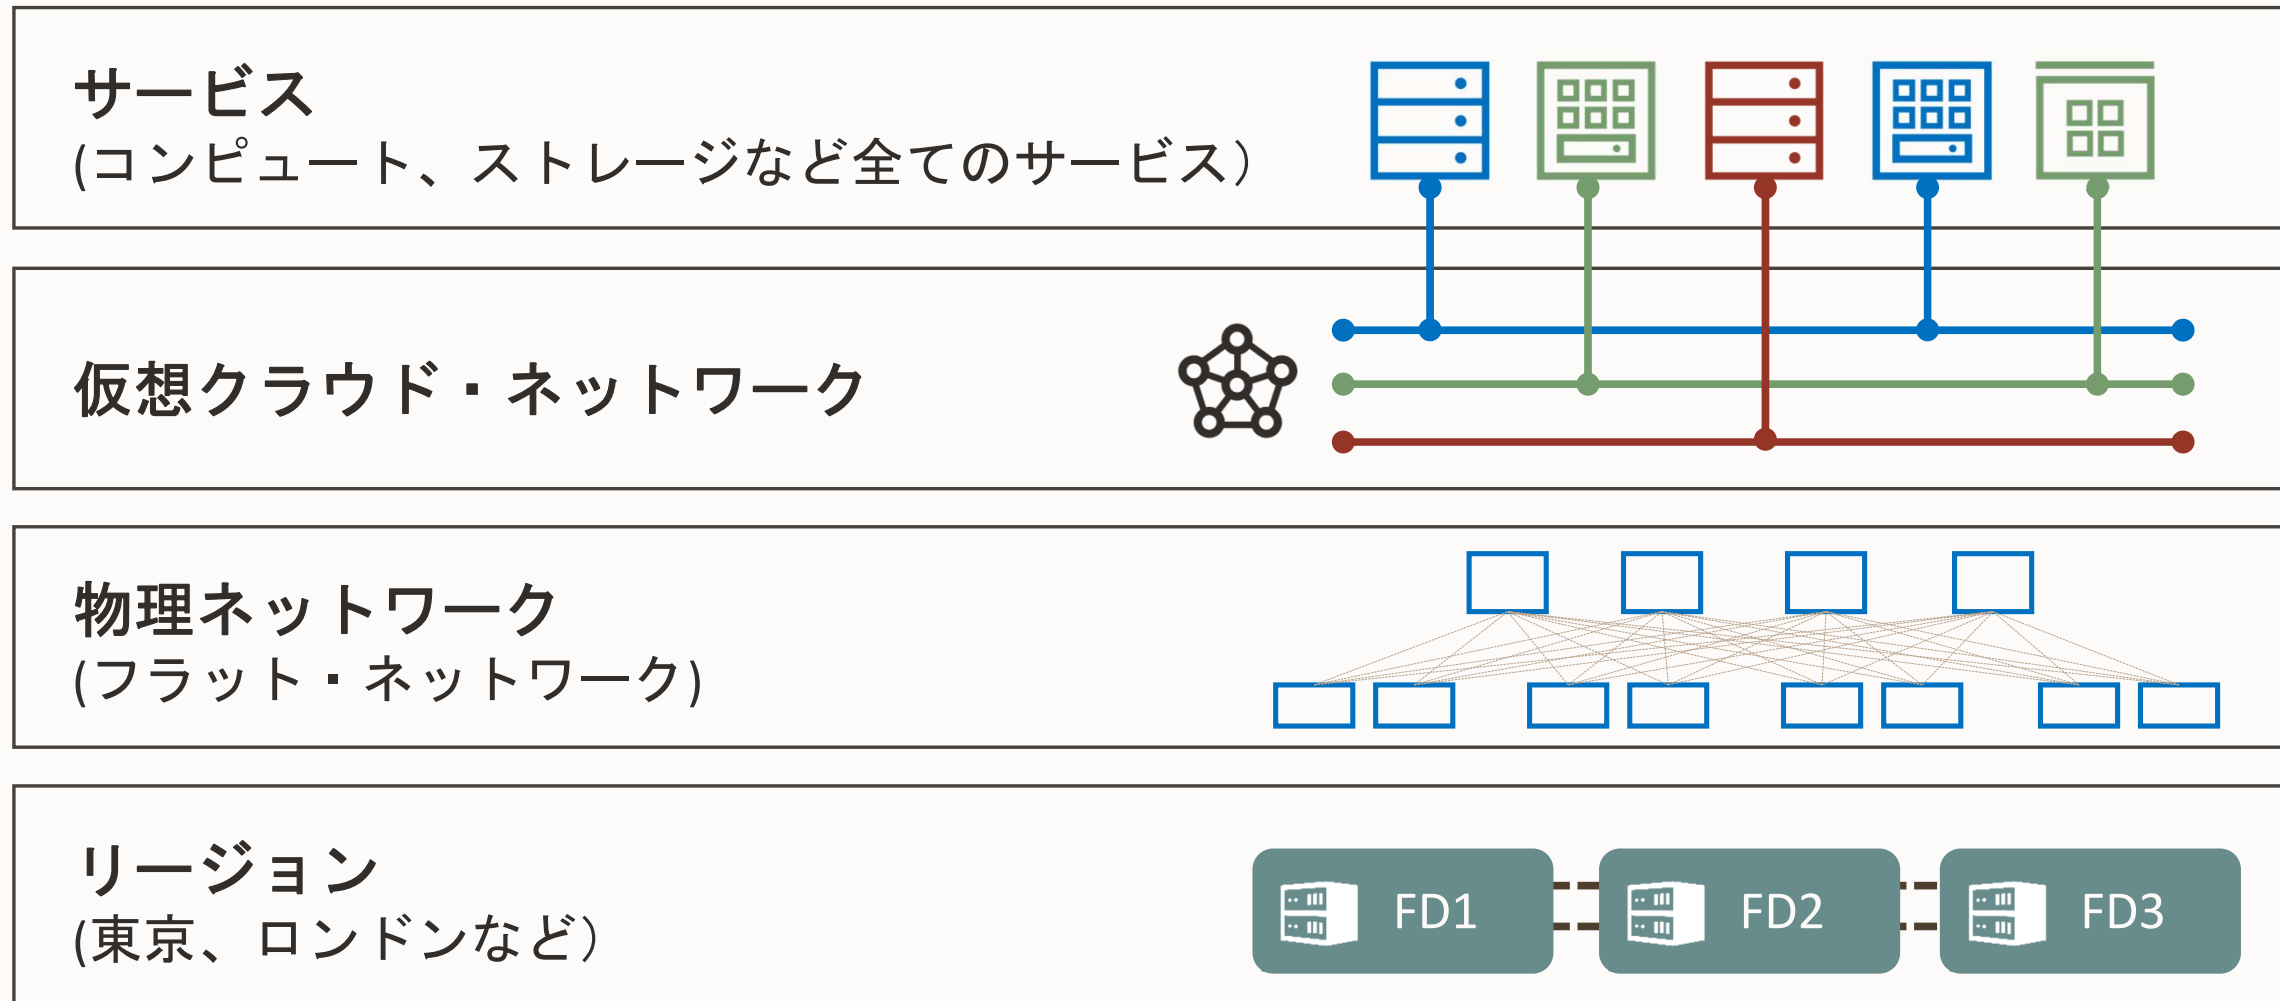 サービス
(コンピュート、ストレージなど全てのサービス)
仮想クラウド・ネットワーク
物理ネットワーク
(フラット・ネットワーク)
リージョン
(東京、ロンドンなど)
FD1 FD2 FD3